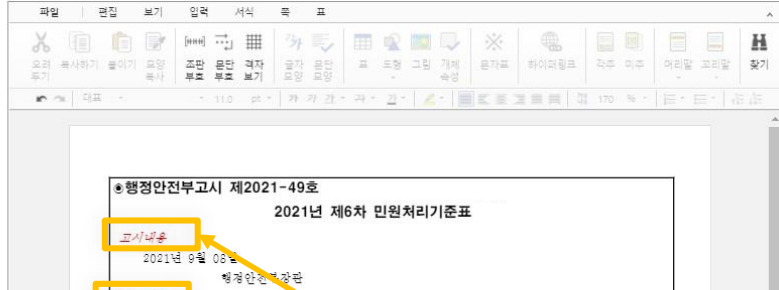 파일 편집 보기 입력 서식 쪽 표
오려두기 복사하기 붙이기 모양복사 조판부호 문단부호 격자보기 글자모양 문단모양 표 도형 그림 개체속성 문자표 하이퍼링크 각주 미주 머리말 꼬리말 찾기
대표 11.0 pt 가 가 가 가 가 170 %
◉행정안전부고시 제2021-49호
2021년 제6차 민원처리기준표
고시내용
2021년 9월 03일
행정안전부장관